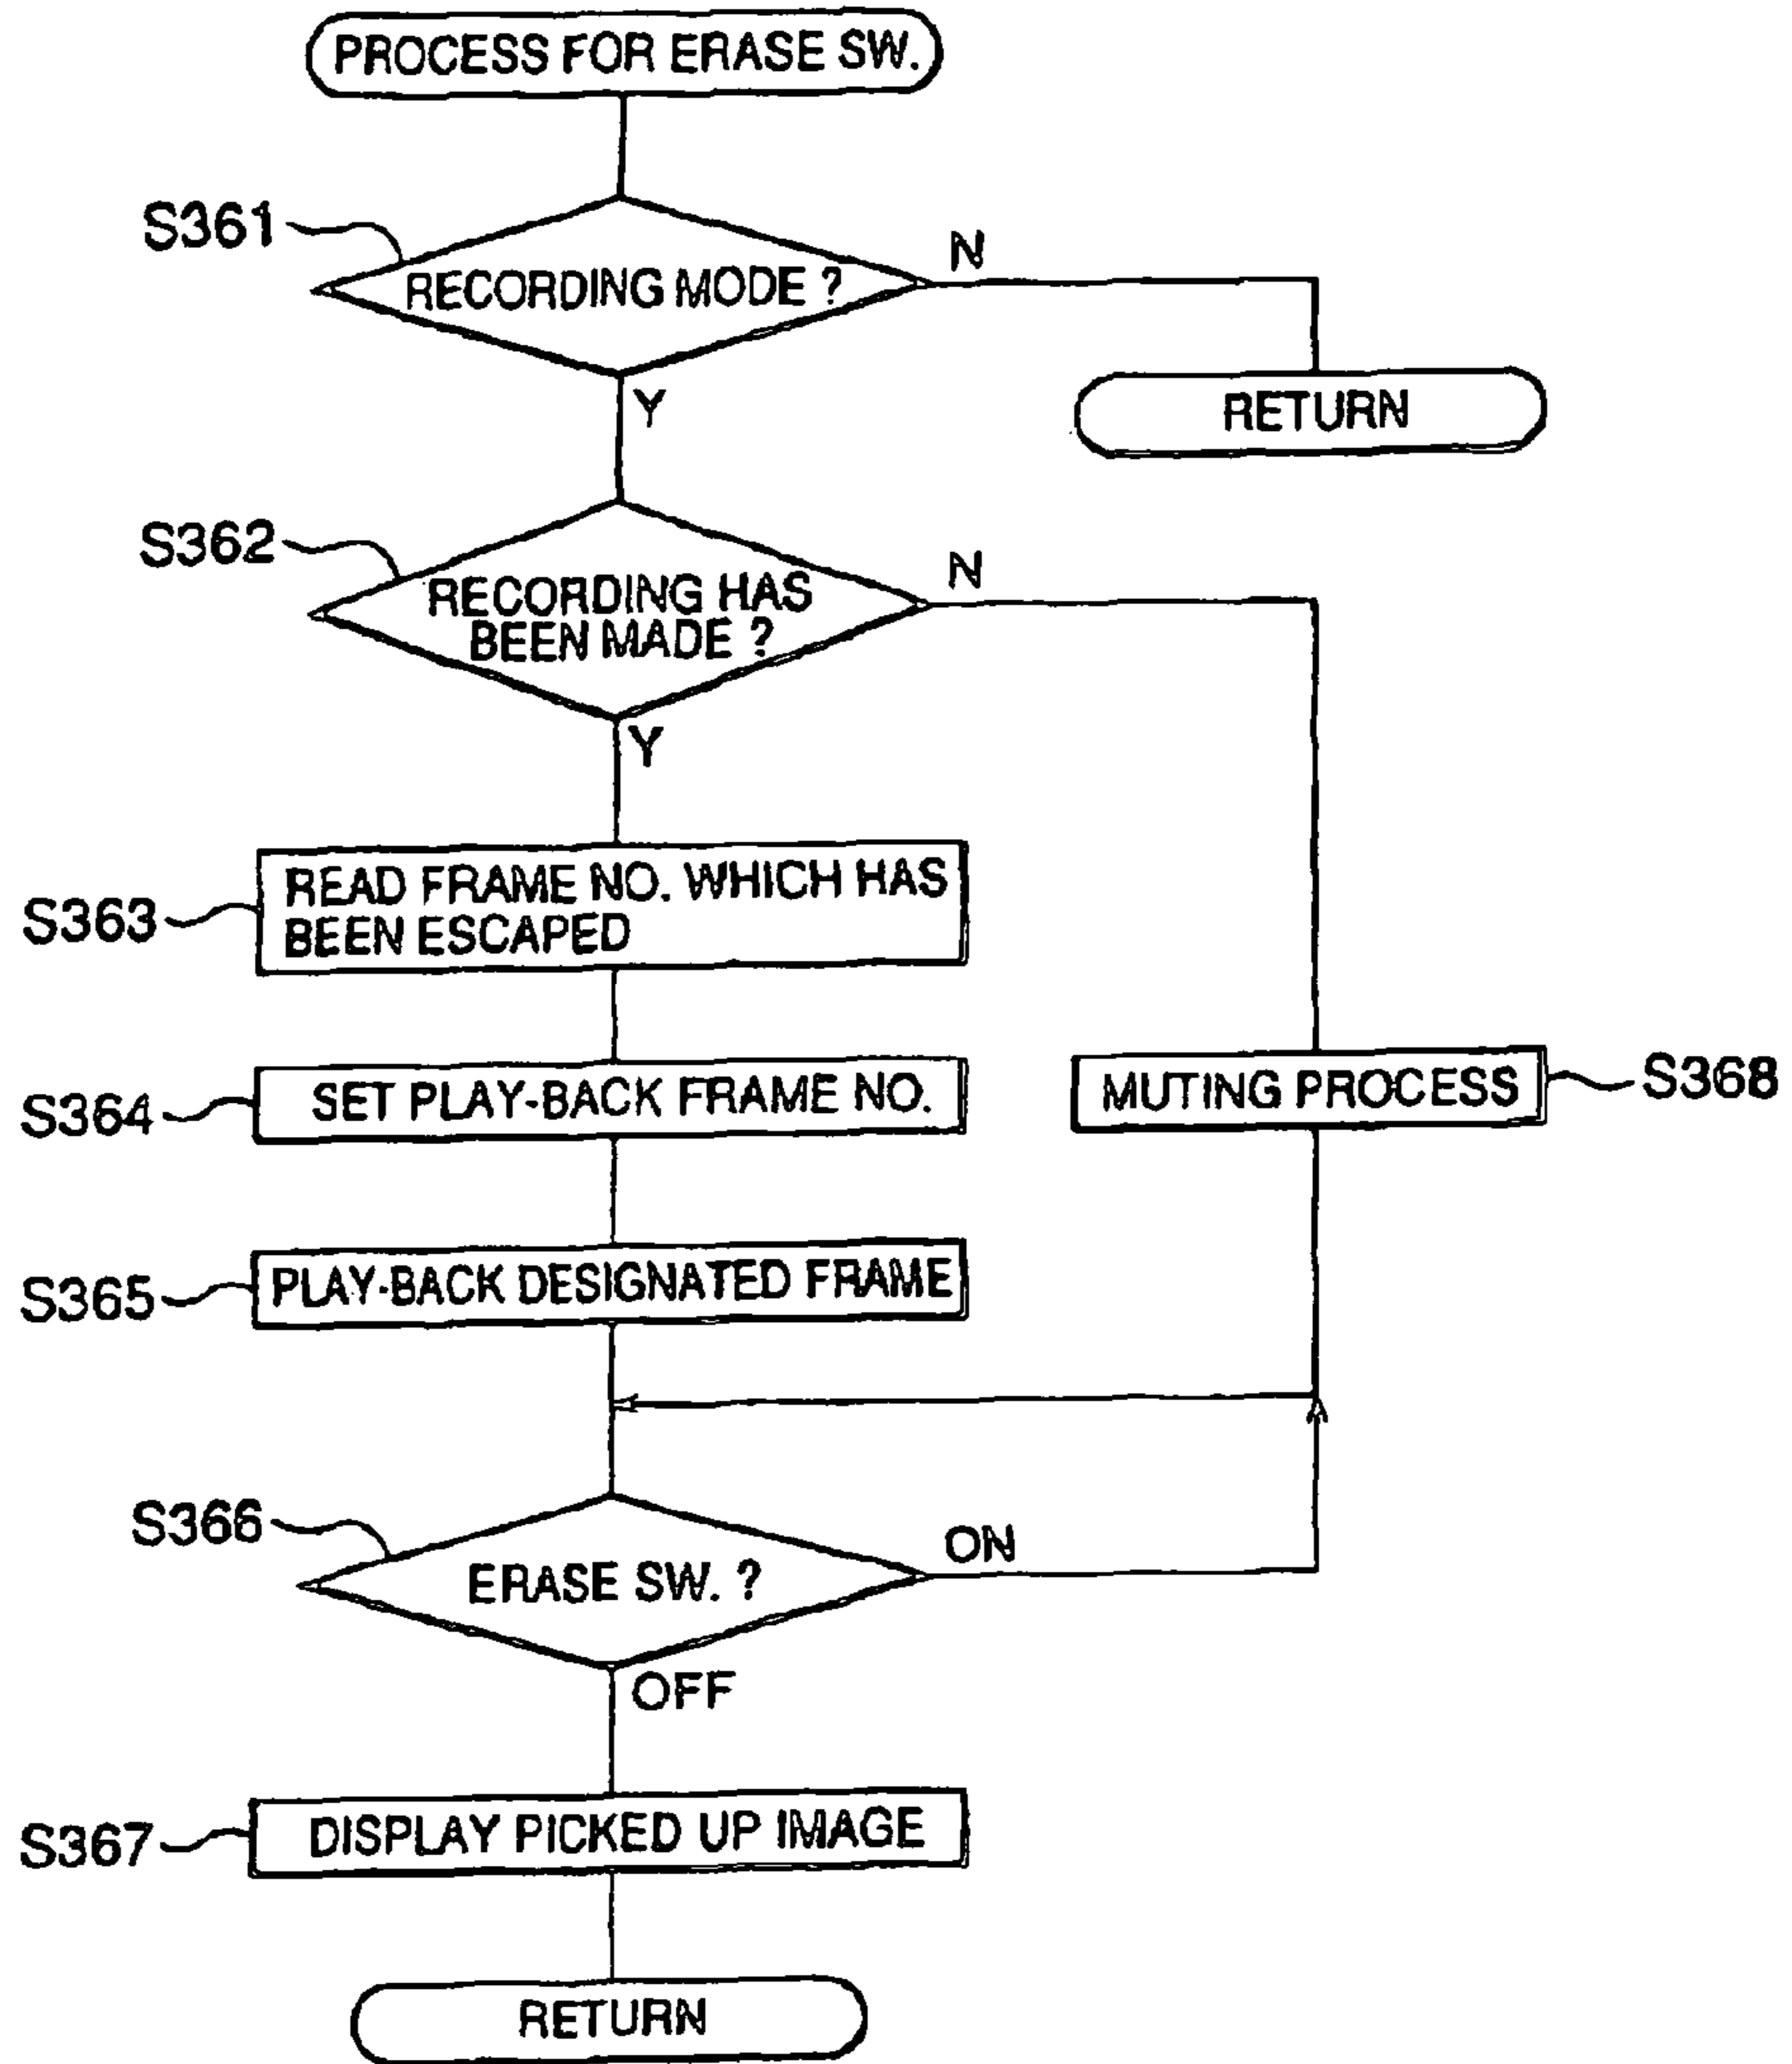 PROCESS FOR ERASE SW.
S361
RECORDING MODE ?
N
RETURN
Y
S362
RECORDING HAS
BEEN MADE ?
N
Y
S363
READ FRAME NO. WHICH HAS
BEEN ESCAPED
S364
SET PLAY-BACK FRAME NO.
MUTING PROCESS
S368
S365
PLAY-BACK DESIGNATED FRAME
S366
ERASE SW. ?
ON
OFF
S367
DISPLAY PICKED UP IMAGE
RETURN